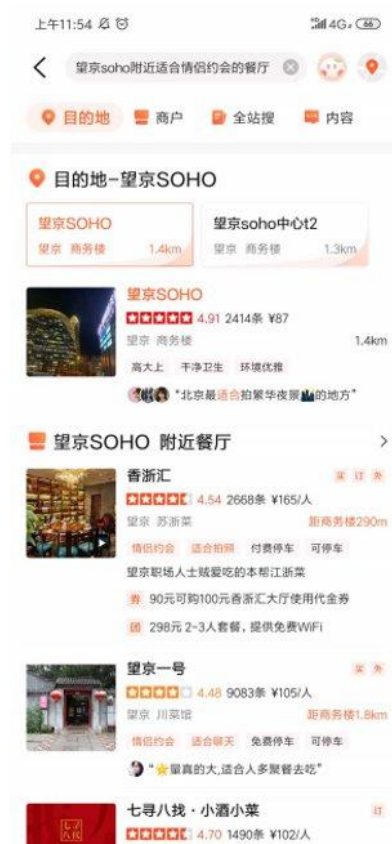 上午11:54
4G 66
望京soho附近适合情侣约会的餐厅
目的地 商户 全站搜 内容
目的地-望京SOHO
望京SOHO 望京soho中心t2
望京 商务楼 1.4km 望京 商务楼 1.3km
望京SOHO
4.91 2414条 ¥87
望京 商务楼 1.4km
高大上 干净卫生 环境优雅
“北京最适合拍繁华夜景的地方”
望京SOHO 附近餐厅
香浙汇 买 订 外
4.54 2668条 ¥165/人
望京 苏浙菜 距商务楼290m
情侣约会 适合拍照 付费停车 可停车
望京职场人士贼爱吃的本帮江浙菜
券 90元可购100元香浙汇大厅使用代金券
团 298元 2-3人套餐，提供免费WiFi
望京一号 买 外
4.48 9083条 ¥105/人
望京 川菜馆 距商务楼1.8km
情侣约会 适合聊天 免费停车 可停车
“量真的大,适合人多聚餐去吃”
七寻八找·小酒小菜 订
七寻
八找
4.70 1490条 ¥102/人